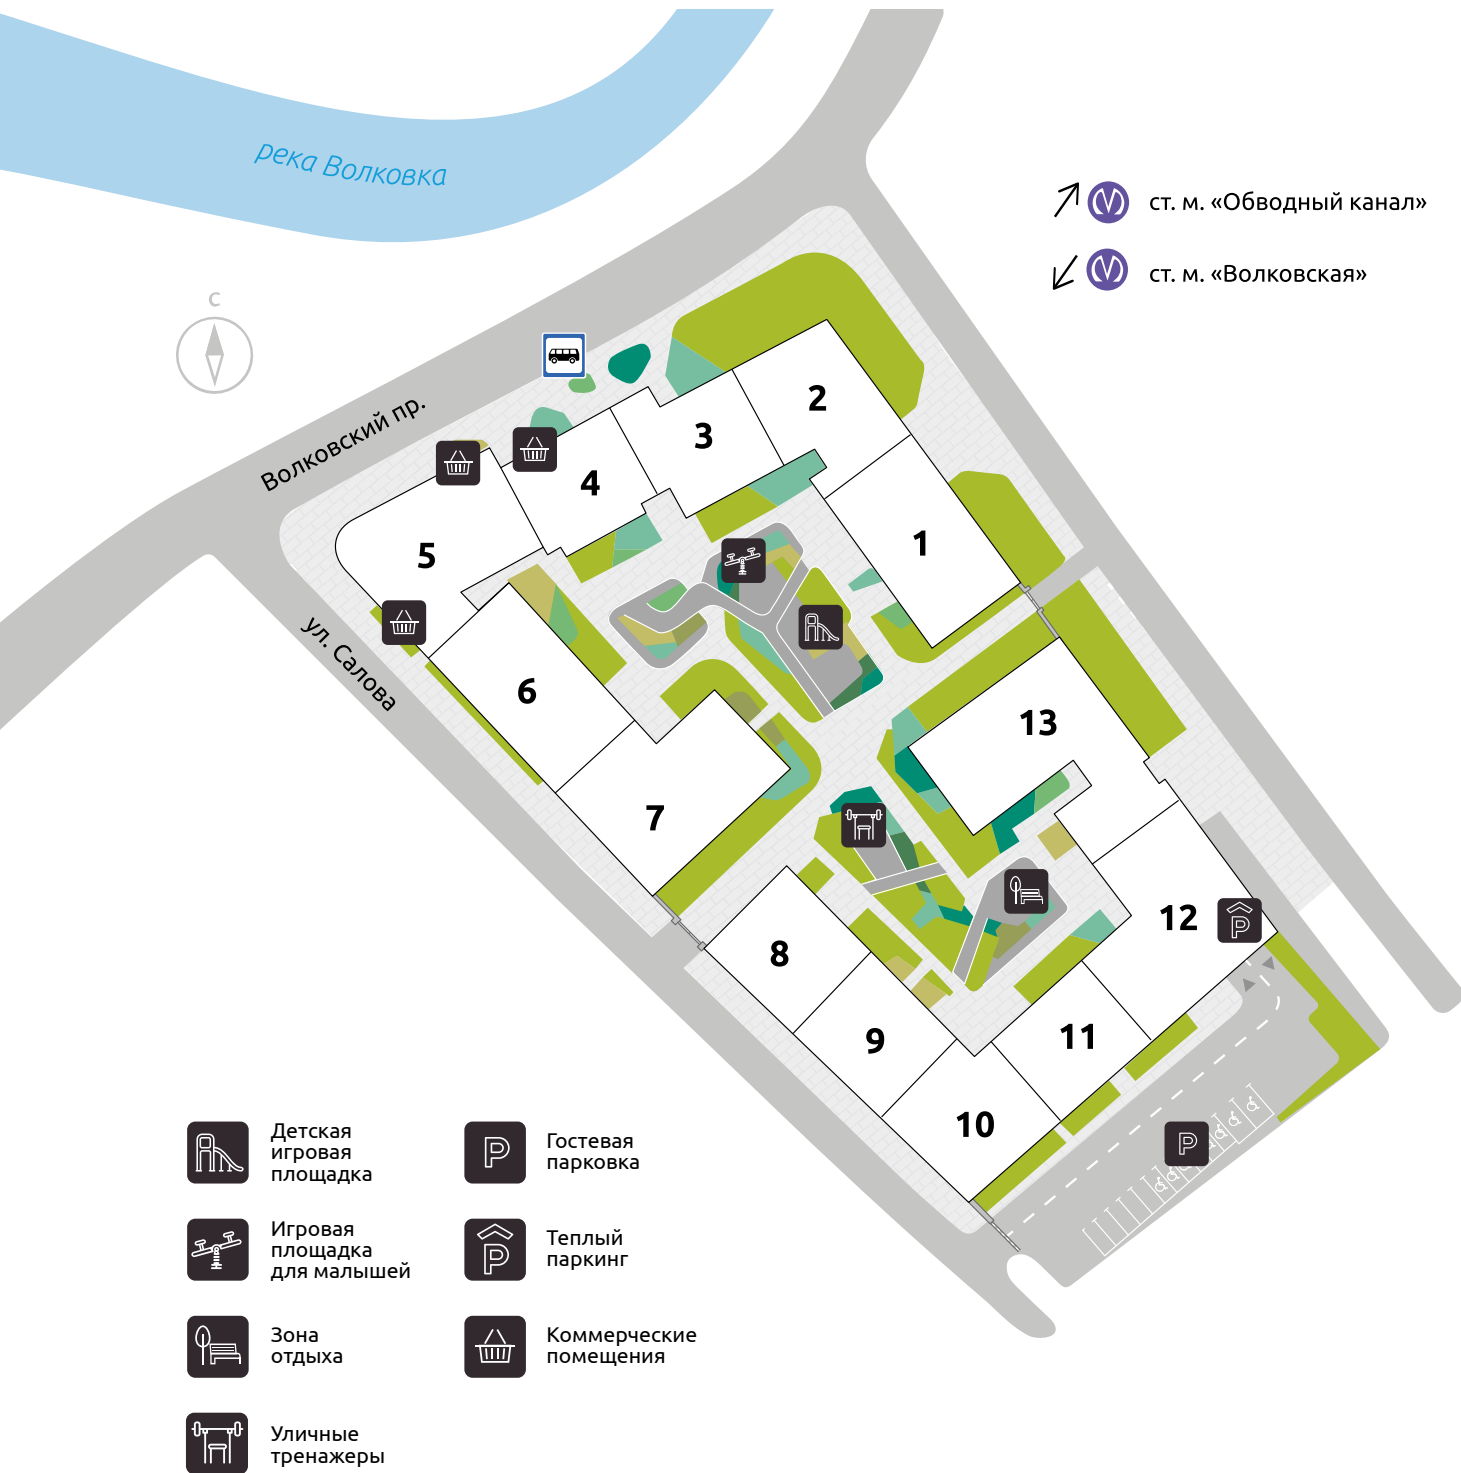 река Волковка
ст. м. «Обводный канал»
ст. м. «Волковская»
С
Волковский пр.
ул. Салова
2
3
4
1
5
6
13
7
12
8
9
11
10
P
P
Детская
игровая
площадка
P
Гостевая
парковка
Игровая
площадка
для малышей
P
Теплый
паркинг
Зона
отдыха
Коммерческие
помещения
Уличные
тренажеры